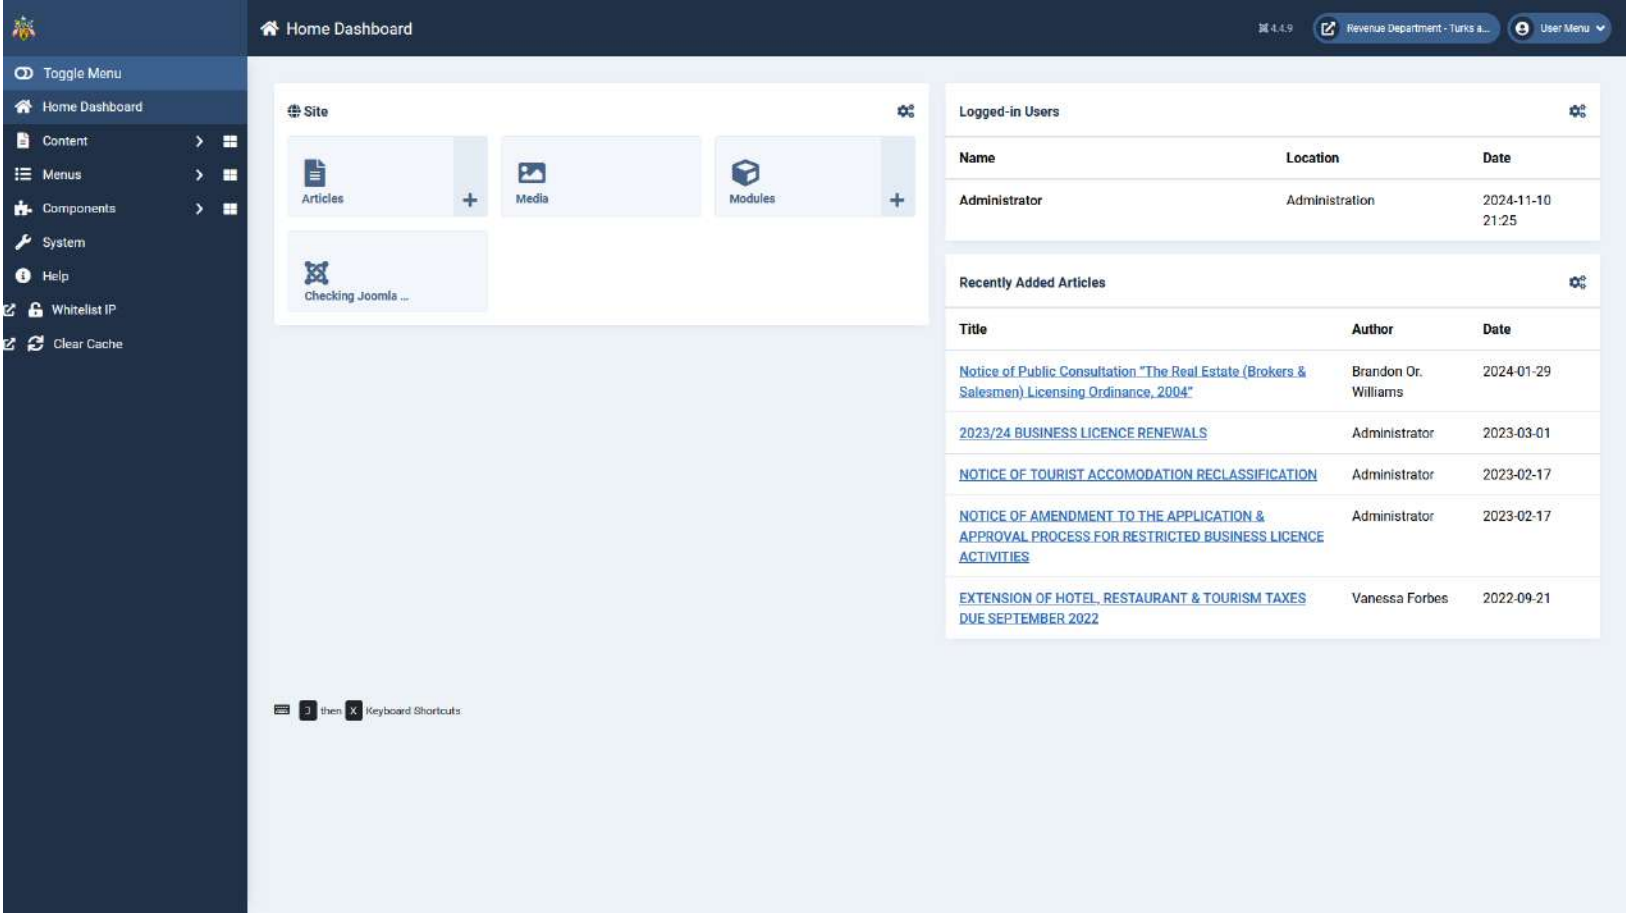 Home Dashboard
4.4.9
Revenue Department - Turks a...
User Menu
Toggle Menu
Home Dashboard
Content
Menus
Components
System
Help
Whitelist IP
Clear Cache
Site
Articles
Media
Modules
Checking Joomla ...
Logged-in Users
Name Location Date
Administrator Administration 2024-11-10
21:25
Recently Added Articles
Title Author Date
Notice of Public Consultation "The Real Estate (Brokers & Brandon Or. 2024-01-29
Salesmen) Licensing Ordinance, 2004" Williams
2023/24 BUSINESS LICENCE RENEWALS Administrator 2023-03-01
NOTICE OF TOURIST ACCOMODATION RECLASSIFICATION Administrator 2023-02-17
NOTICE OF AMENDMENT TO THE APPLICATION & Administrator 2023-02-17
APPROVAL PROCESS FOR RESTRICTED BUSINESS LICENCE
ACTIVITIES
EXTENSION OF HOTEL, RESTAURANT & TOURISM TAXES Vanessa Forbes 2022-09-21
DUE SEPTEMBER 2022
J then X Keyboard Shortcuts